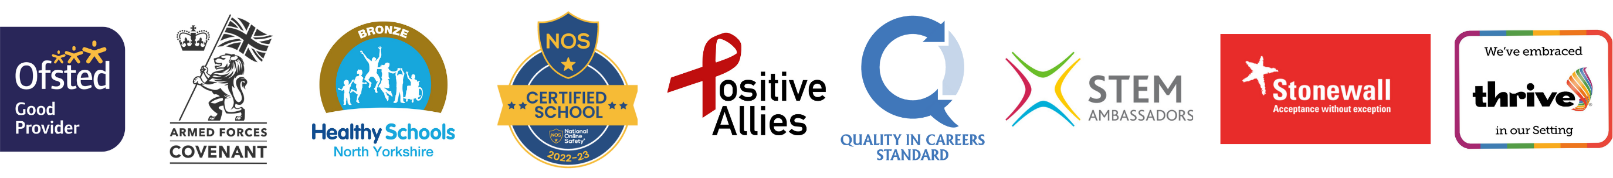 Ofsted
Good
Provider
ARMED FORCES
COVENANT
BRONZE
Healthy Schools
North Yorkshire
NOS
CERTIFIED
SCHOOL
NOS
National
Online
Safety
2022-23
Positive
Allies
QUALITY IN CAREERS
STANDARD
STEM
AMBASSADORS
Stonewall
Acceptance without exception
We've embraced
thrive
in our Setting